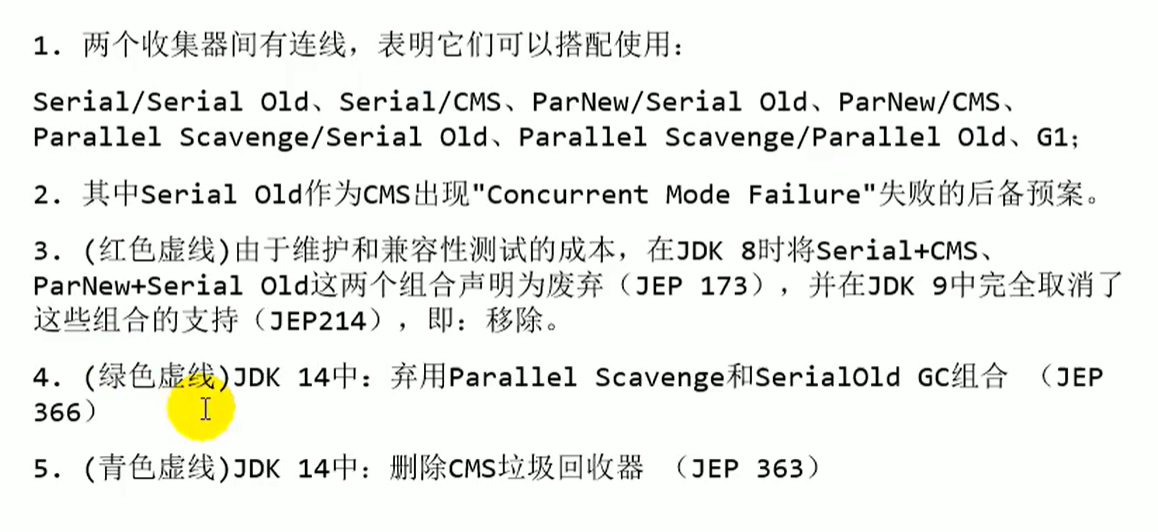 1. 两个收集器间有连线，表明它们可以搭配使用：
Serial/Serial Old、Serial/CMS、ParNew/Serial Old、ParNew/CMS、
Parallel Scavenge/Serial Old、Parallel Scavenge/Parallel Old、G1；
2. 其中Serial Old作为CMS出现"Concurrent Mode Failure"失败的后备预案。
3. (红色虚线)由于维护和兼容性测试的成本，在JDK 8时将Serial+CMS、
ParNew+Serial Old这两个组合声明为废弃（JEP 173），并在JDK 9中完全取消了
这些组合的支持（JEP214），即：移除。
4. (绿色虚线)JDK 14中：弃用Parallel Scavenge和SerialOld GC组合 （JEP
366）
5. (青色虚线)JDK 14中：删除CMS垃圾回收器 （JEP 363）